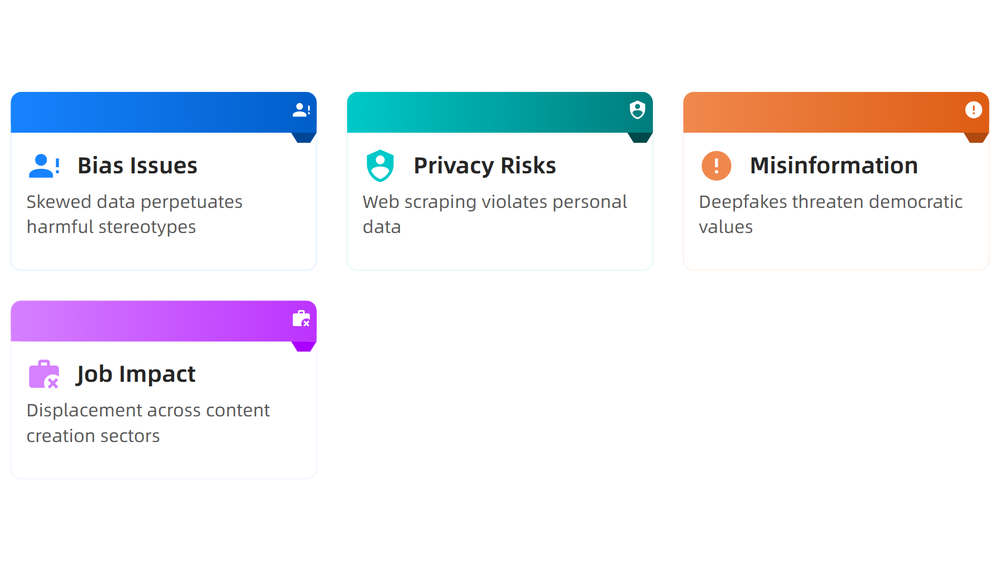 Bias Issues
Skewed data perpetuates
harmful stereotypes
Privacy Risks
Web scraping violates personal
data
Misinformation
Deepfakes threaten democratic
values
Job Impact
Displacement across content
creation sectors